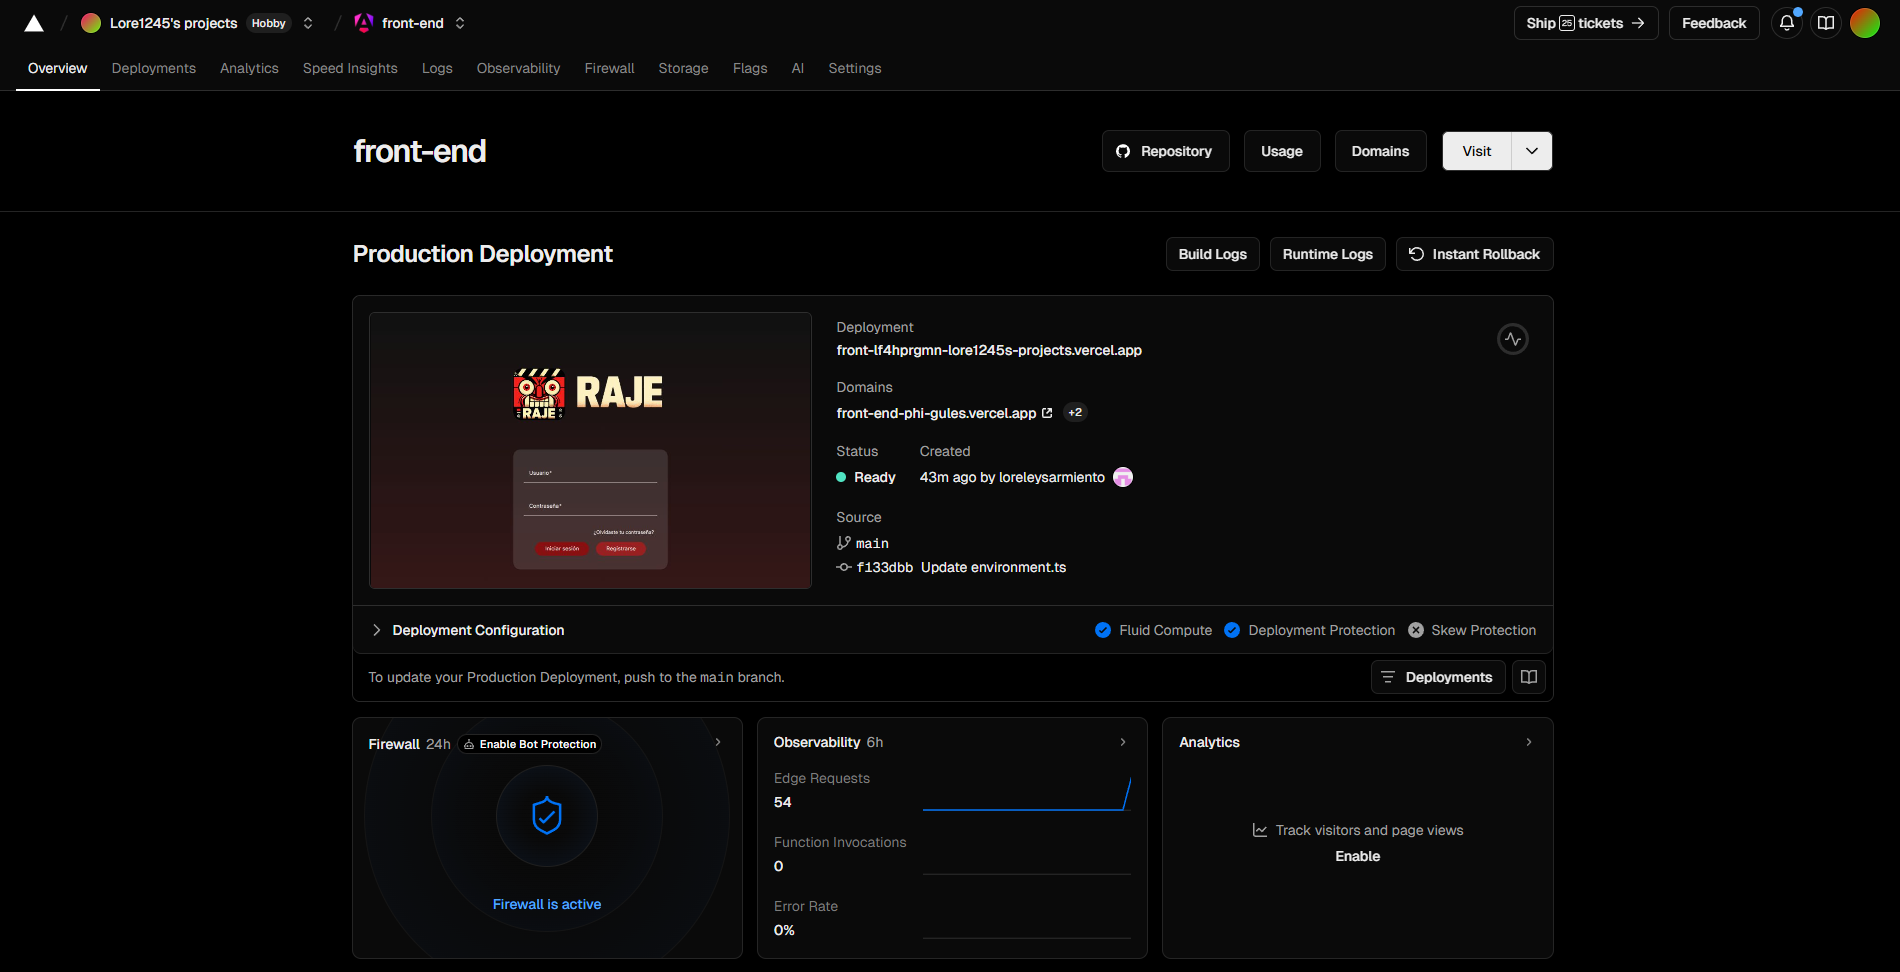 Lore1245's projects Hobby front-end Ship 25 tickets Feedback
Overview Deployments Analytics Speed Insights Logs Observability Firewall Storage Flags AI Settings
front-end Repository Usage Domains Visit
Production Deployment Build Logs Runtime Logs Instant Rollback
RAJE
RAJE
Usuario*
Contraseña*
¿Olvidaste tu contraseña?
Iniciar sesión Registrarse
Deployment
front-lf4hprgmn-lore1245s-projects.vercel.app
Domains
front-end-phi-gules.vercel.app +2
Status Created
Ready 43m ago by loreleysarmiento
Source
main
f133dbb Update environment.ts
Deployment Configuration Fluid Compute Deployment Protection Skew Protection
To update your Production Deployment, push to the main branch. Deployments
Firewall 24h Enable Bot Protection
Firewall is active
Observability 6h
Edge Requests
54
Function Invocations
0
Error Rate
0%
Analytics
Track visitors and page views
Enable